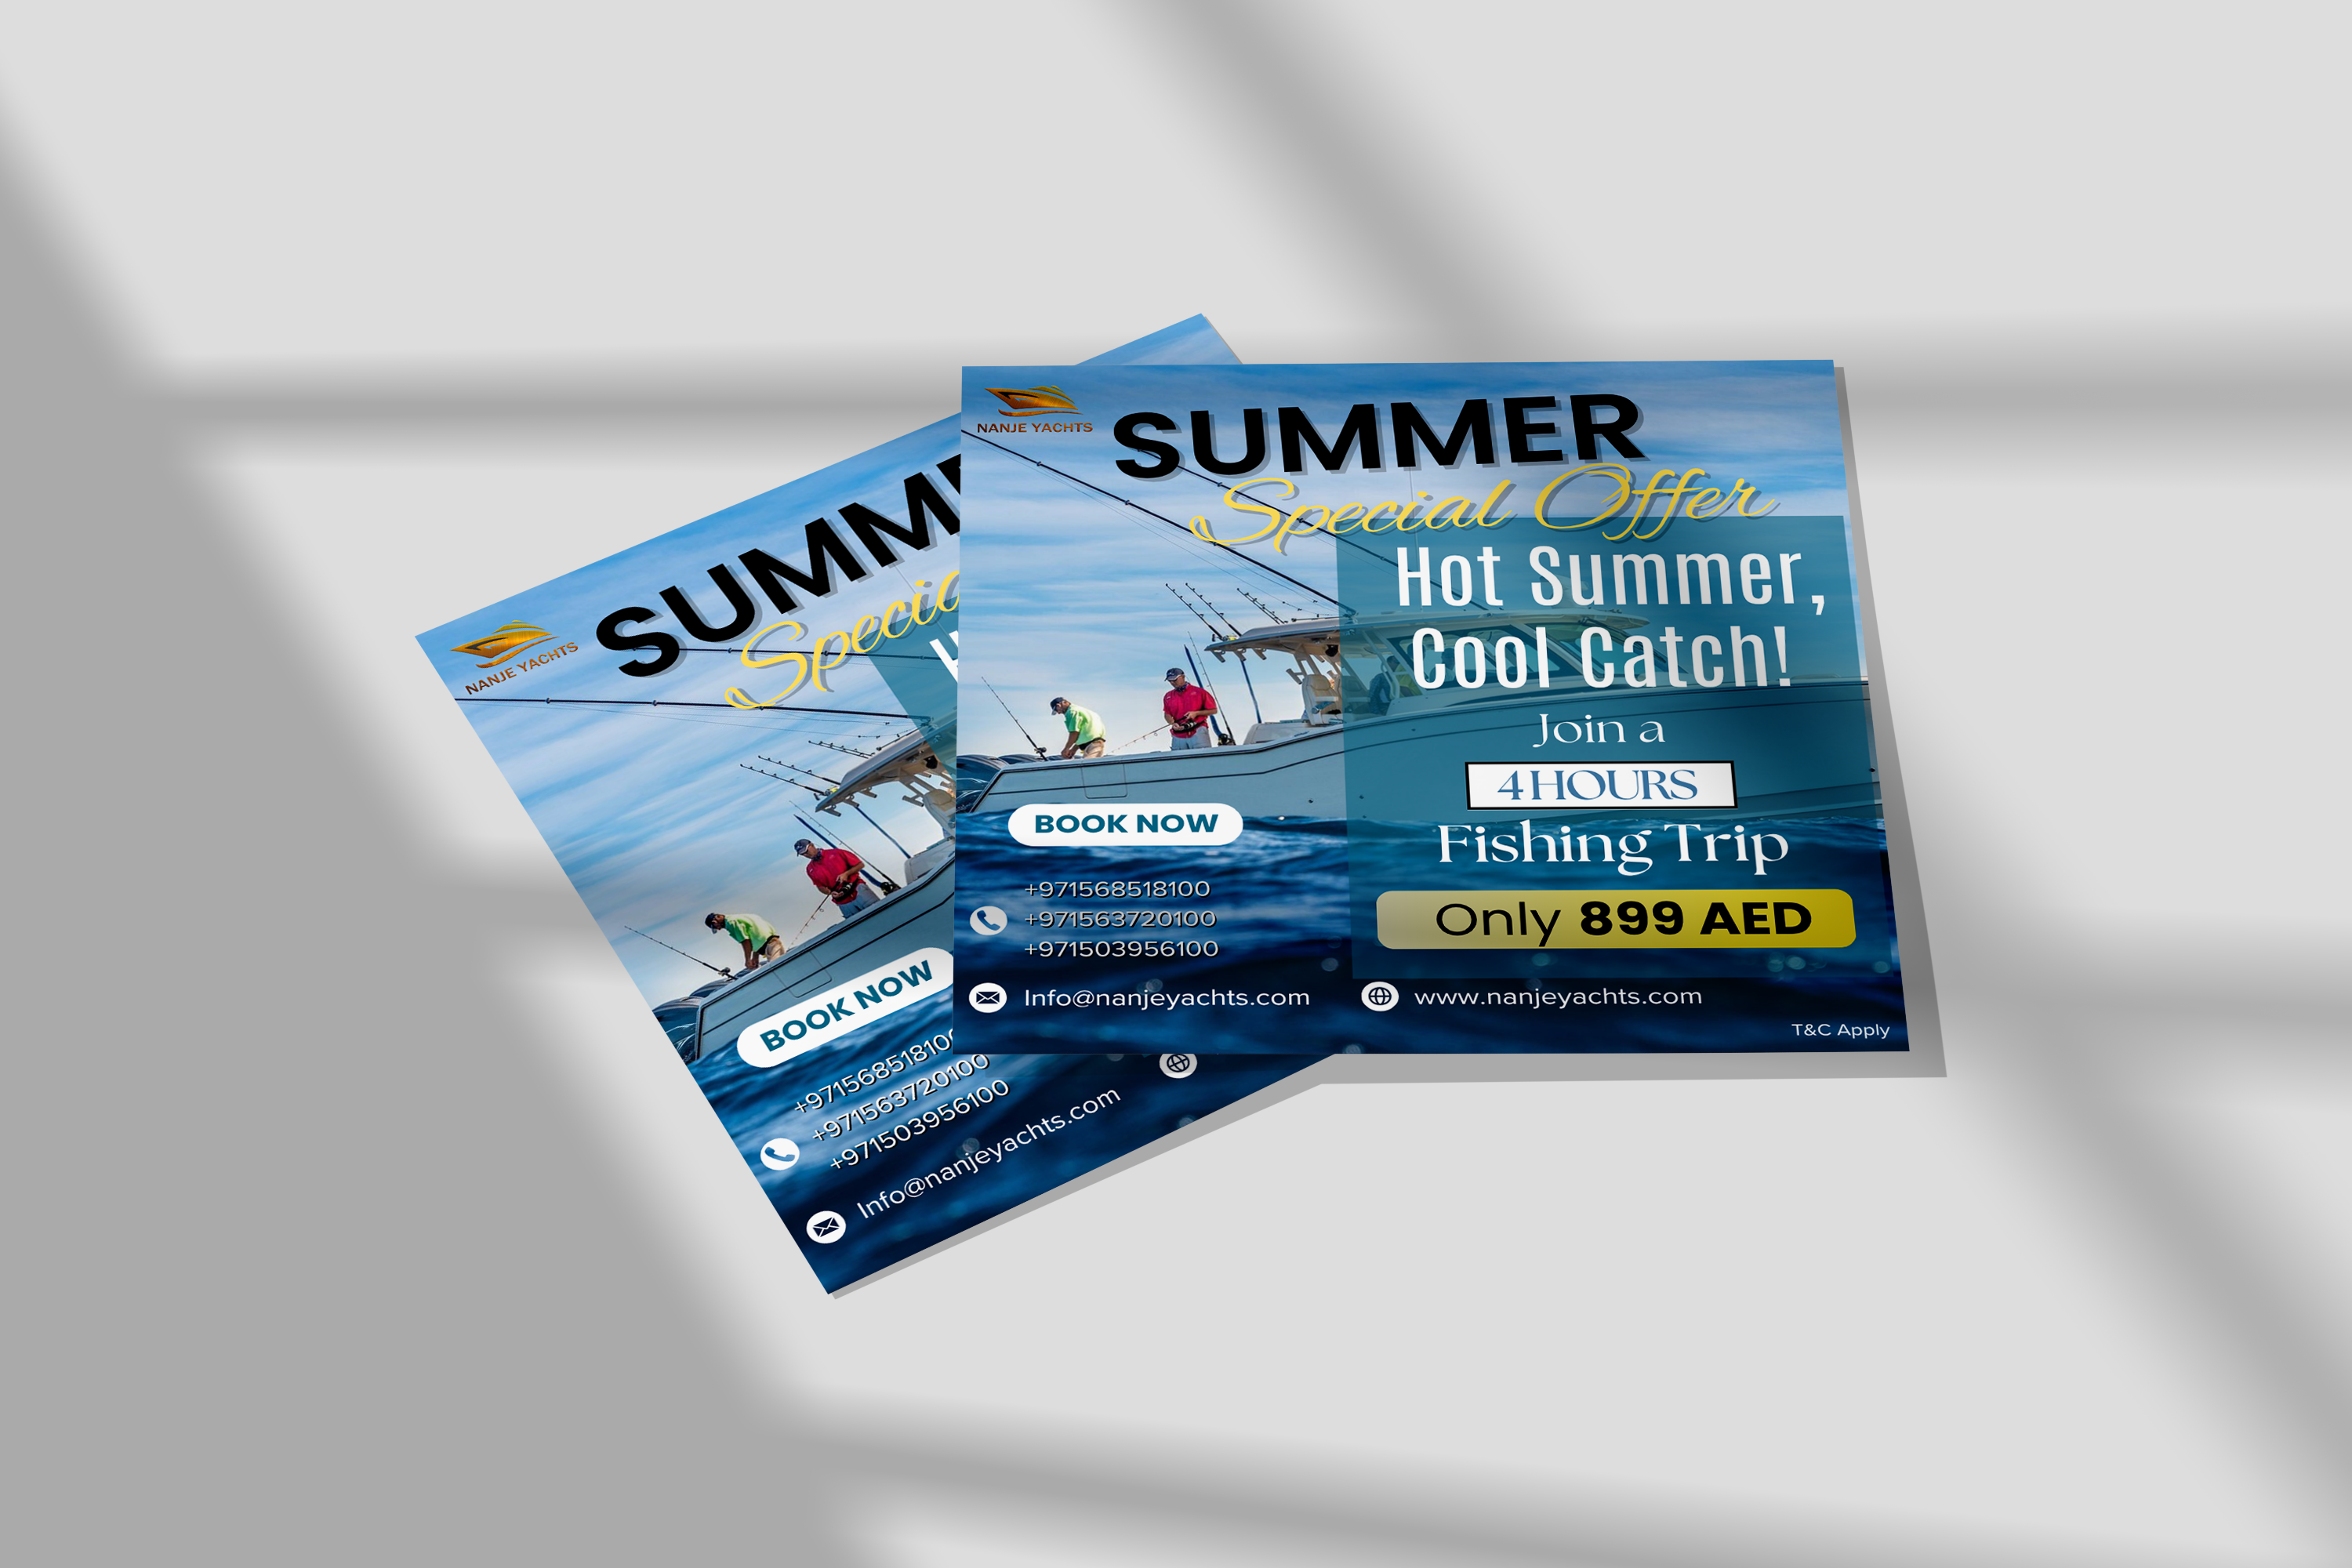 NANJE YACHTS
SUMMER
Special Offer
Hot Summer,
Cool Catch!
Join a
4 HOURS
Fishing Trip
Only 899 AED
BOOK NOW
+971568518100
+971563720100
+971503956100
Info@nanjeyachts.com
www.nanjeyachts.com
T&C Apply
NANJE YACHTS
SUMM
Specia
BOOK NOW
+971568518100
+971563720100
+971503956100
Info@nanjeyachts.com